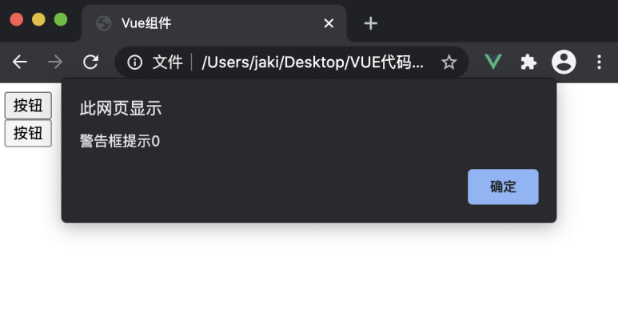 Vue组件
文件 /Users/jaki/Desktop/VUE代码...
按钮
按钮
此网页显示
警告框提示0
确定